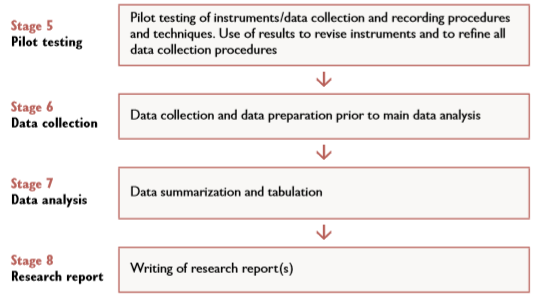 Stage 5
Pilot testing
Pilot testing of instruments/data collection and recording procedures
and techniques. Use of results to revise instruments and to refine all
data collection procedures
Stage 6
Data collection
Data collection and data preparation prior to main data analysis
Stage 7
Data analysis
Data summarization and tabulation
Stage 8
Research report
Writing of research report(s)